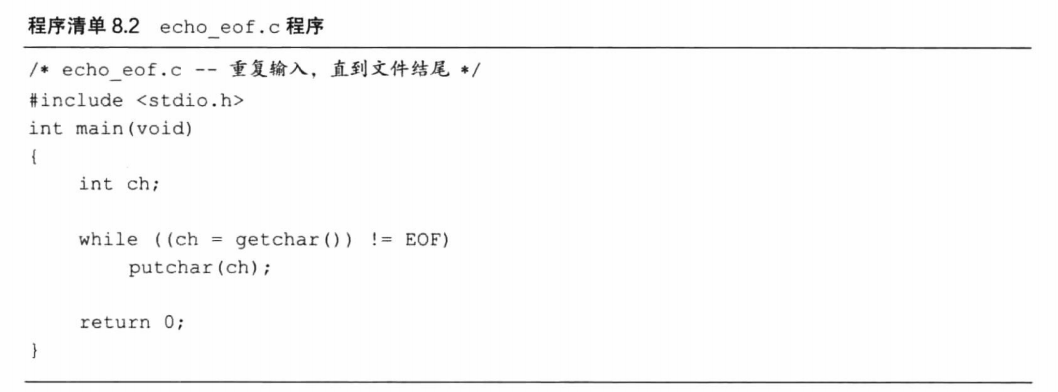 程序清单 8.2 echo_eof.c 程序
/* echo_eof.c -- 重复输入，直到文件结尾 */
#include <stdio.h>
int main(void)
{
    int ch;

    while ((ch = getchar()) != EOF)
        putchar(ch);

    return 0;
}